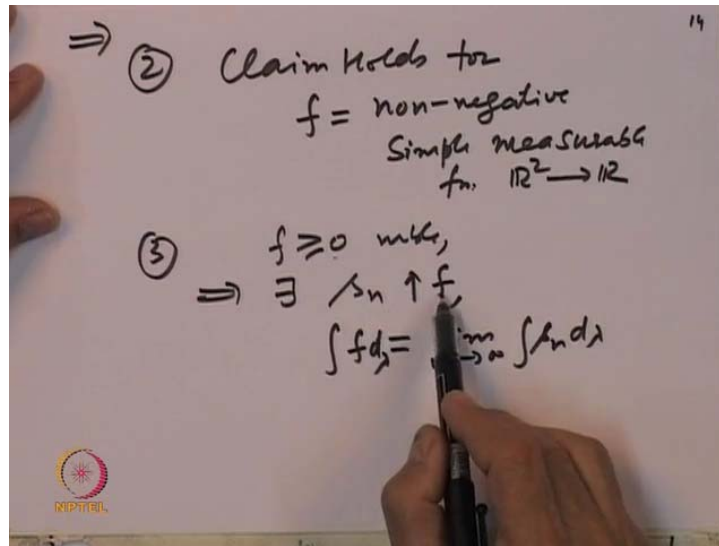 14
⇒ ② Claim Holds for
f = non-negative
Simple measurable
fn. ℝ² → ℝ
③ f ≥ 0 mble,
⇒ ∃ sₙ ↑ f,
∫ f dλ = →∞ ∫ sₙ dλ
NPTEL